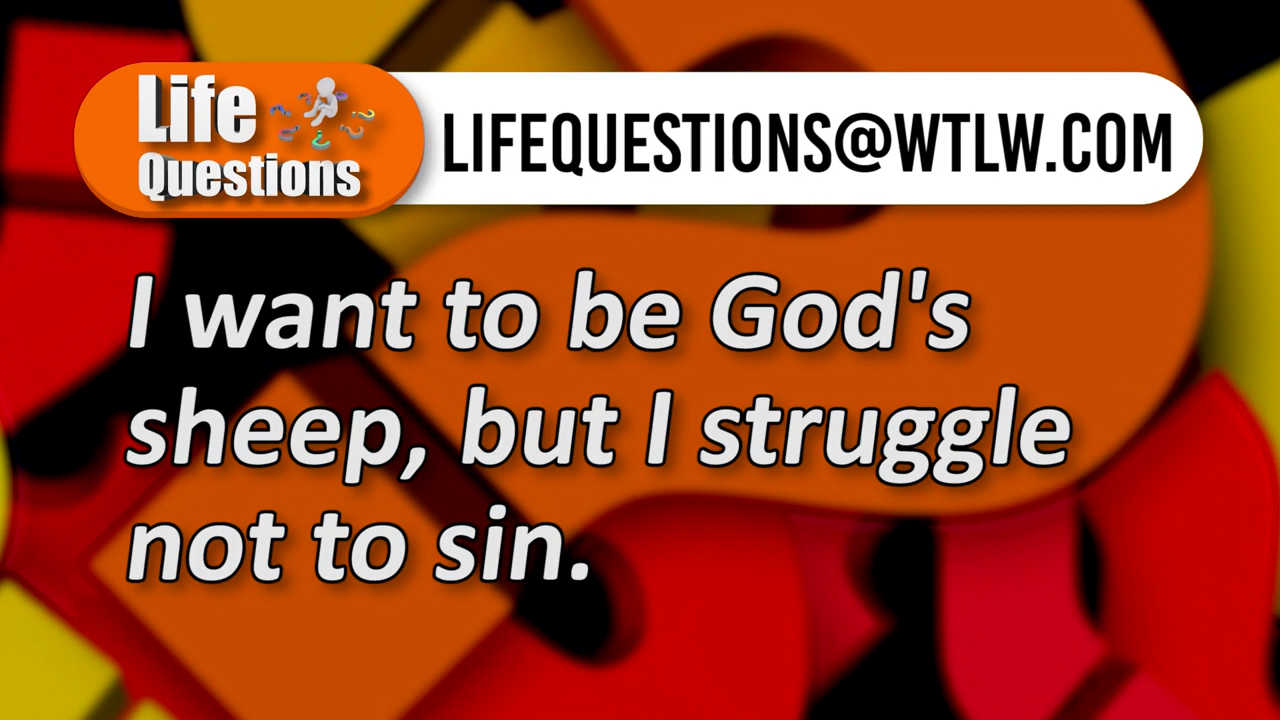 Life
Questions
LIFEQUESTIONS@WTLW.COM
I want to be God's
sheep, but I struggle
not to sin.